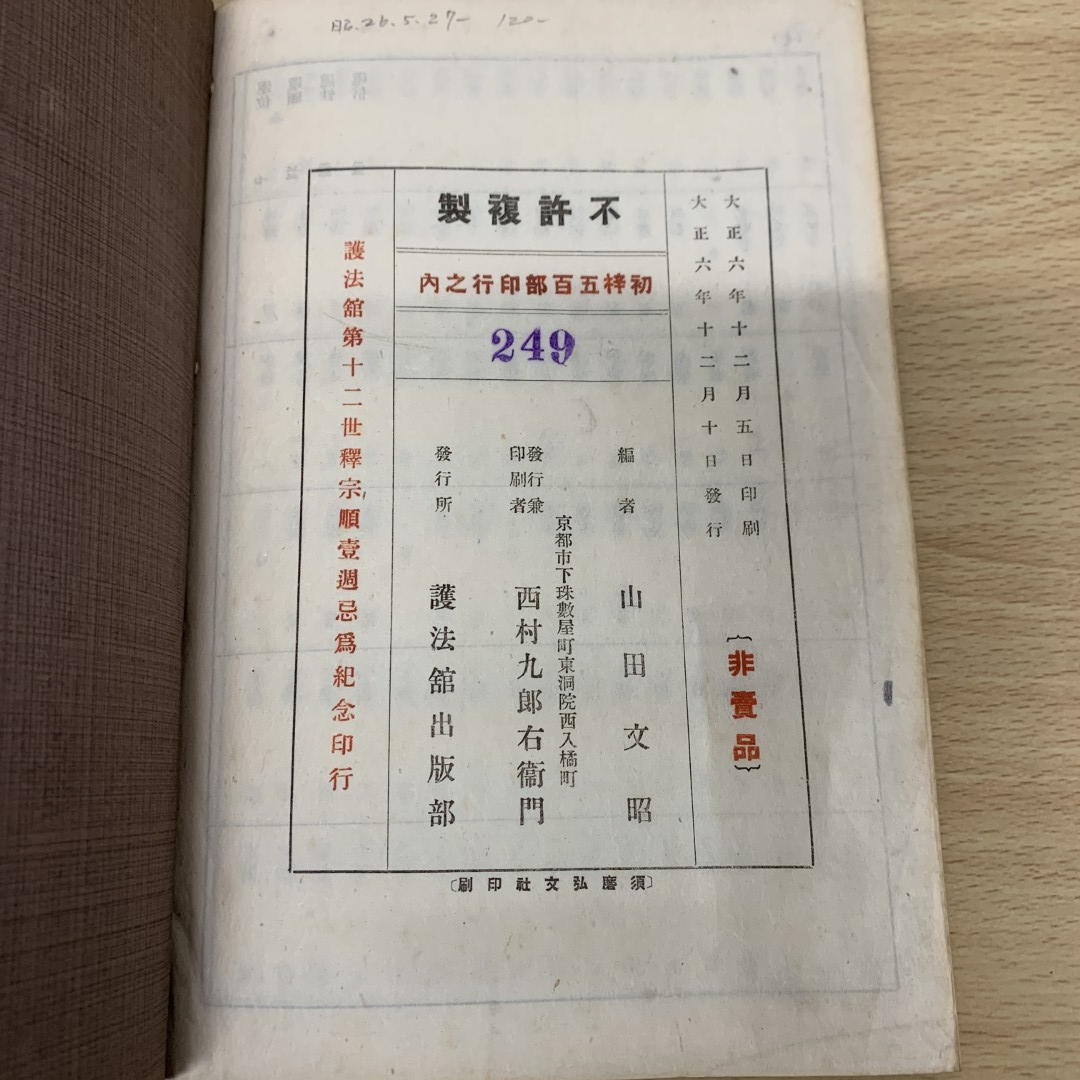 昭.26.5.27- 120-
大正六年十二月五日印刷
大正六年十二月十日發行
〔非賣品〕
不許複製
初梓五百部印行之內
249
編者 山田文昭
京都市下珠數屋町東洞院西入橘町
發行兼印刷者 西村九郎右衞門
發行所 護法館出版部
護法館第十二世釋宗順壹週忌爲紀念印行
〔須磨弘文社印刷〕